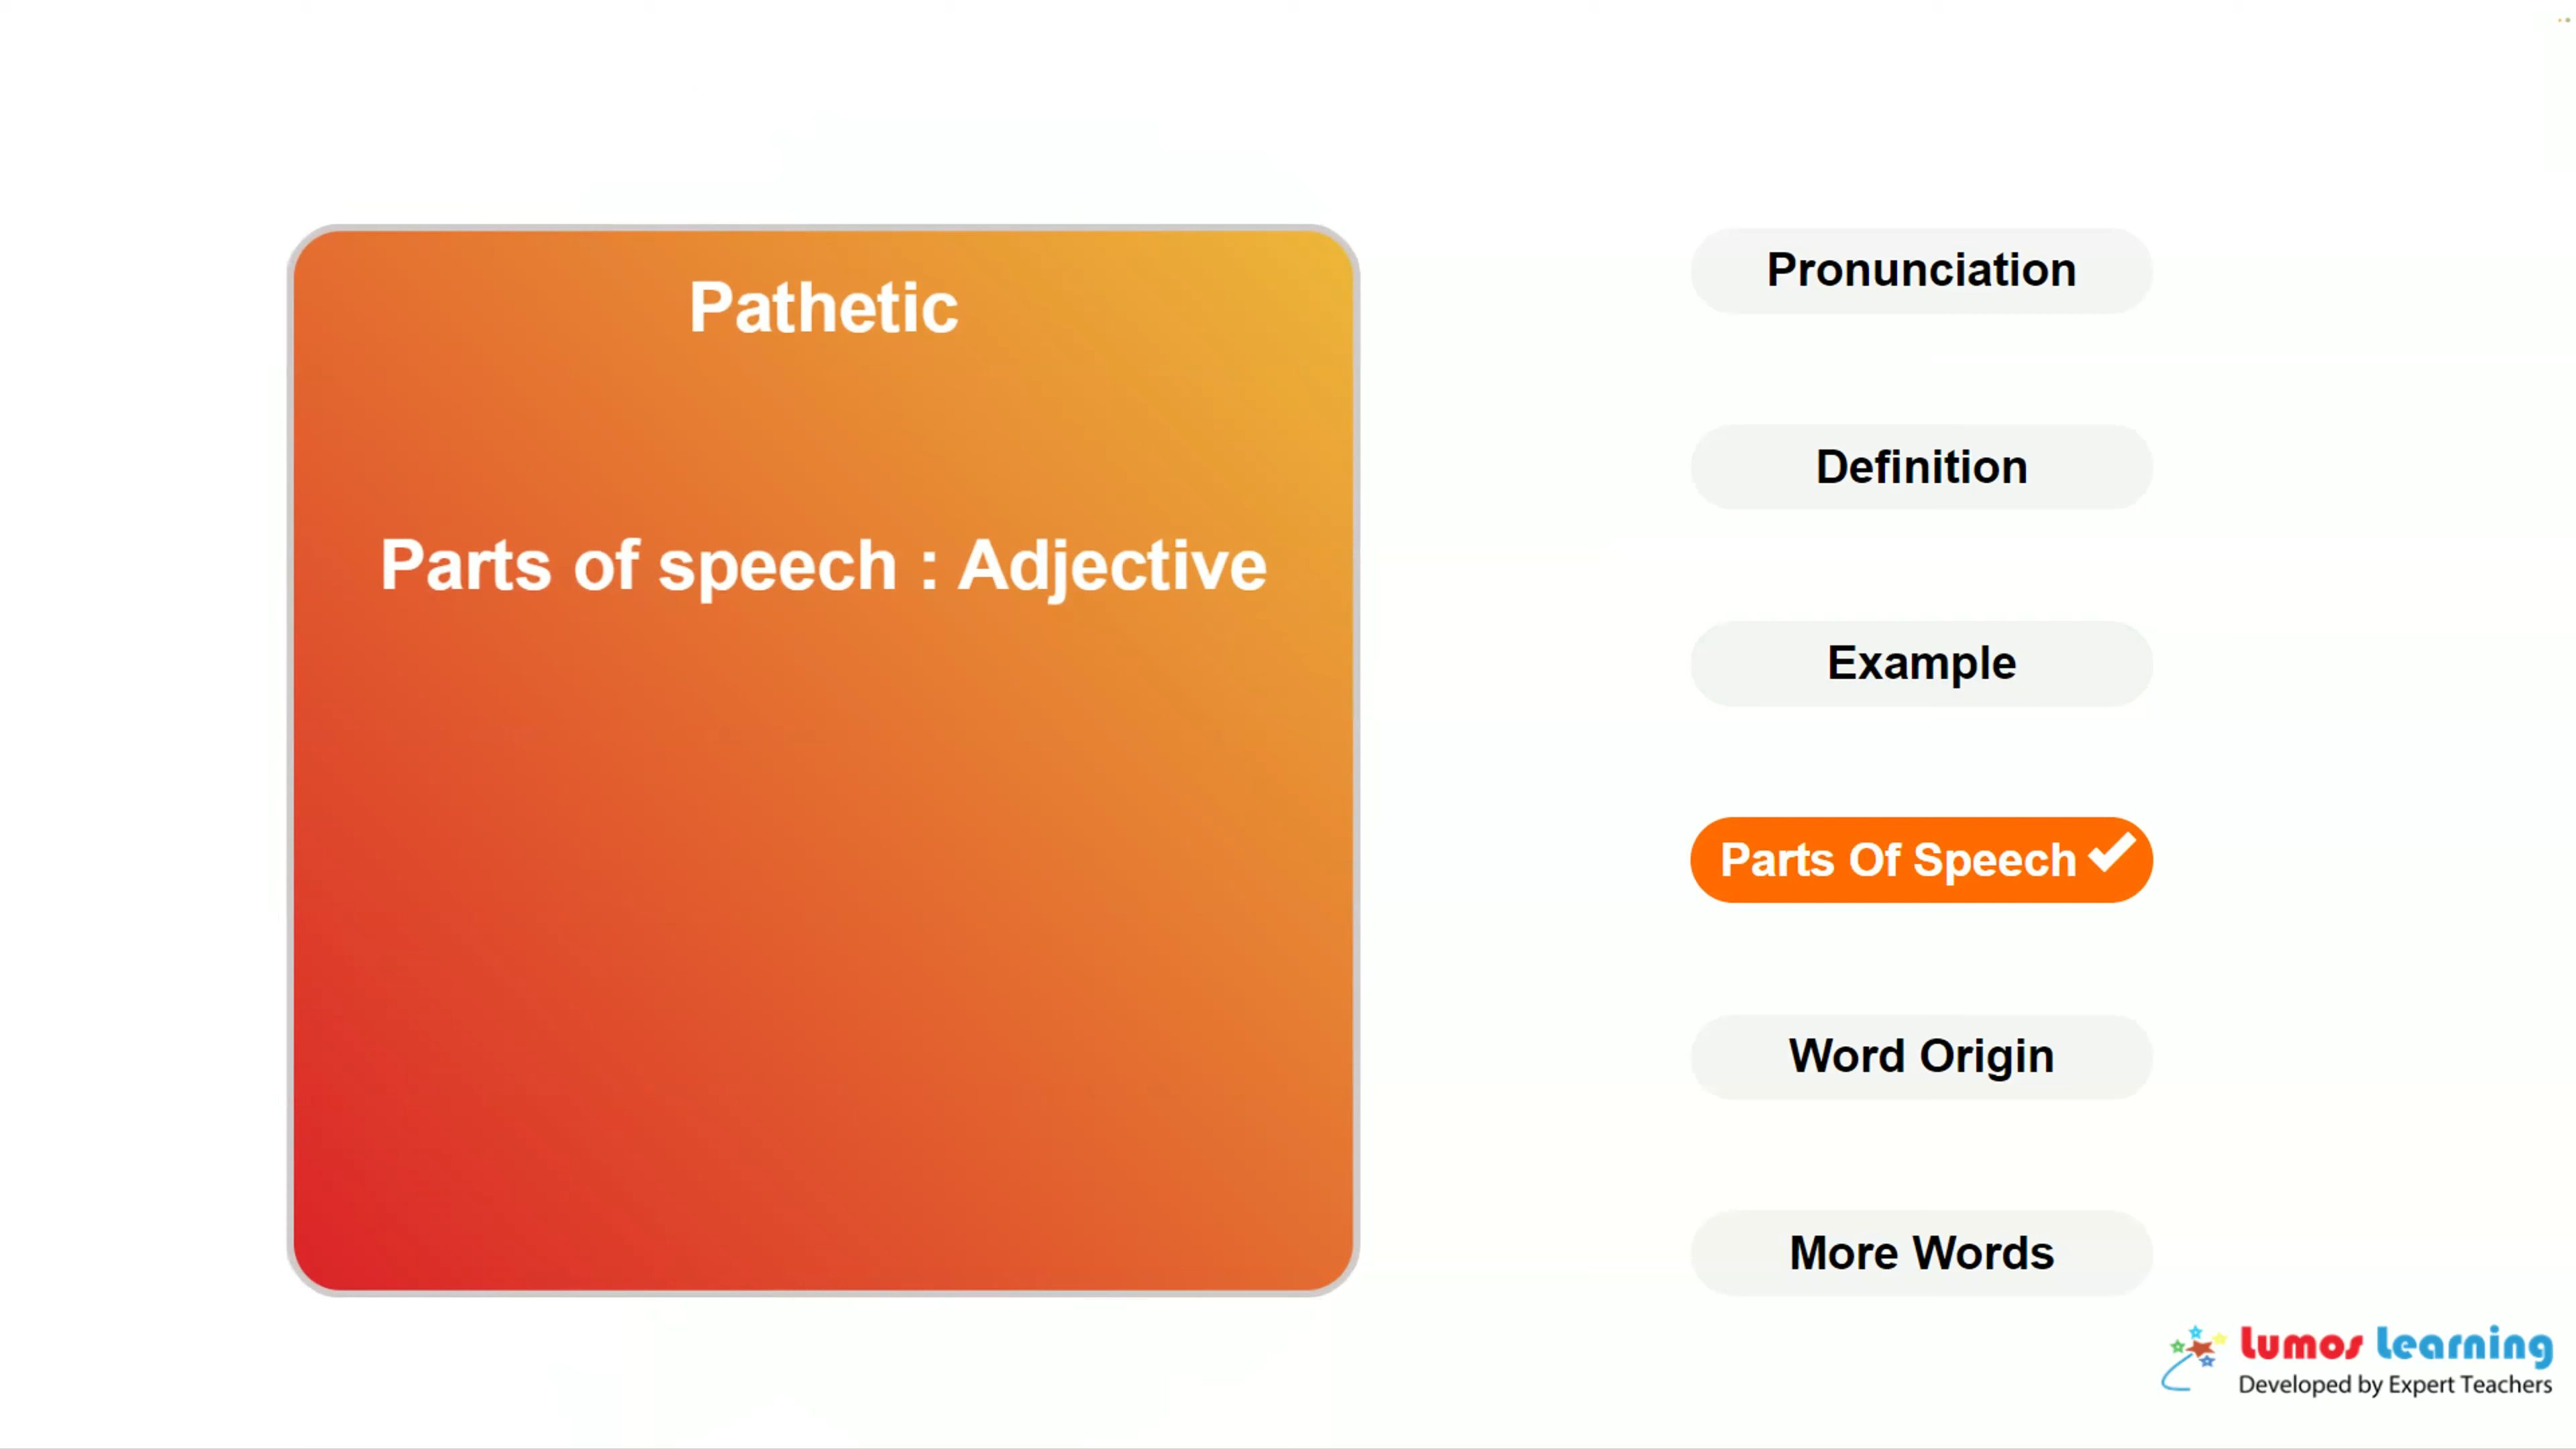 Pathetic
Parts of speech : Adjective
Pronunciation
Definition
Example
Parts Of Speech
Word Origin
More Words
Lumos Learning
Developed by Expert Teachers